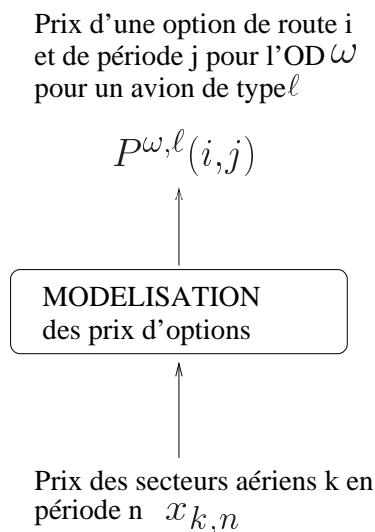 Prix d'une option de route i
et de période j pour l'OD ω
pour un avion de type ℓ
P^{ω,ℓ}(i,j)
MODELISATION
des prix d'options
Prix des secteurs aériens k en
période n x_{k,n}